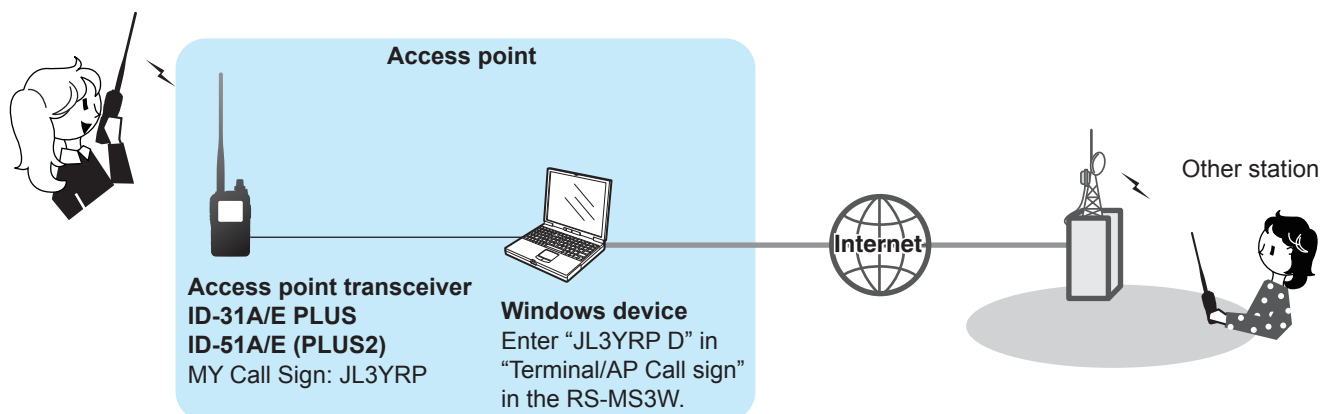 Access point
Other station
Internet
Access point transceiver
ID-31A/E PLUS
ID-51A/E (PLUS2)
MY Call Sign: JL3YRP
Windows device
Enter “JL3YRP D” in
“Terminal/AP Call sign”
in the RS-MS3W.